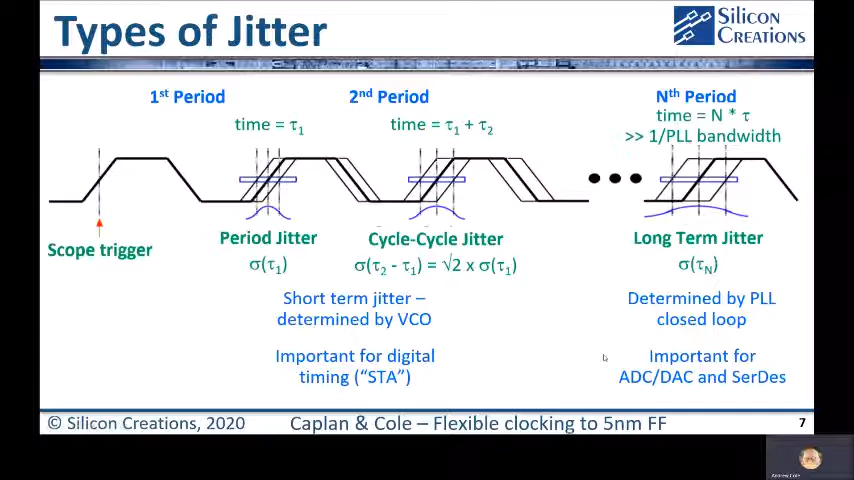 Types of Jitter
Silicon
Creations
1st Period
2nd Period
Nth Period
time = τ1
time = τ1 + τ2
time = N * τ
>> 1/PLL bandwidth
Scope trigger
Period Jitter
σ(τ1)
Cycle-Cycle Jitter
σ(τ2 - τ1) = √2 x σ(τ1)
Long Term Jitter
σ(τN)
Short term jitter –
determined by VCO
Determined by PLL
closed loop
Important for digital
timing (“STA”)
Important for
ADC/DAC and SerDes
© Silicon Creations, 2020
Caplan & Cole – Flexible clocking to 5nm FF
7
Andrew Cole